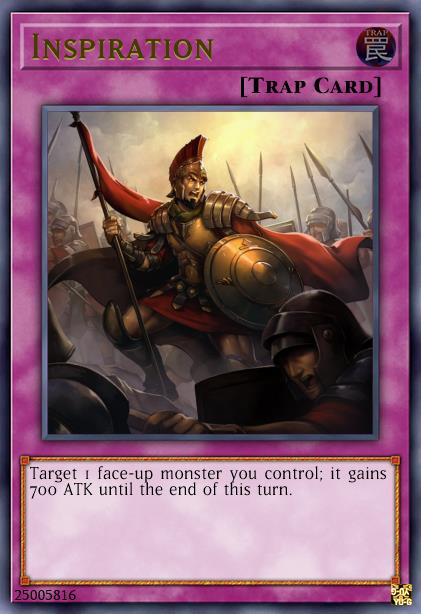 Inspiration
TRAP
罠
[Trap Card]
Target 1 face-up monster you control; it gains
700 ATK until the end of this turn.
25005816